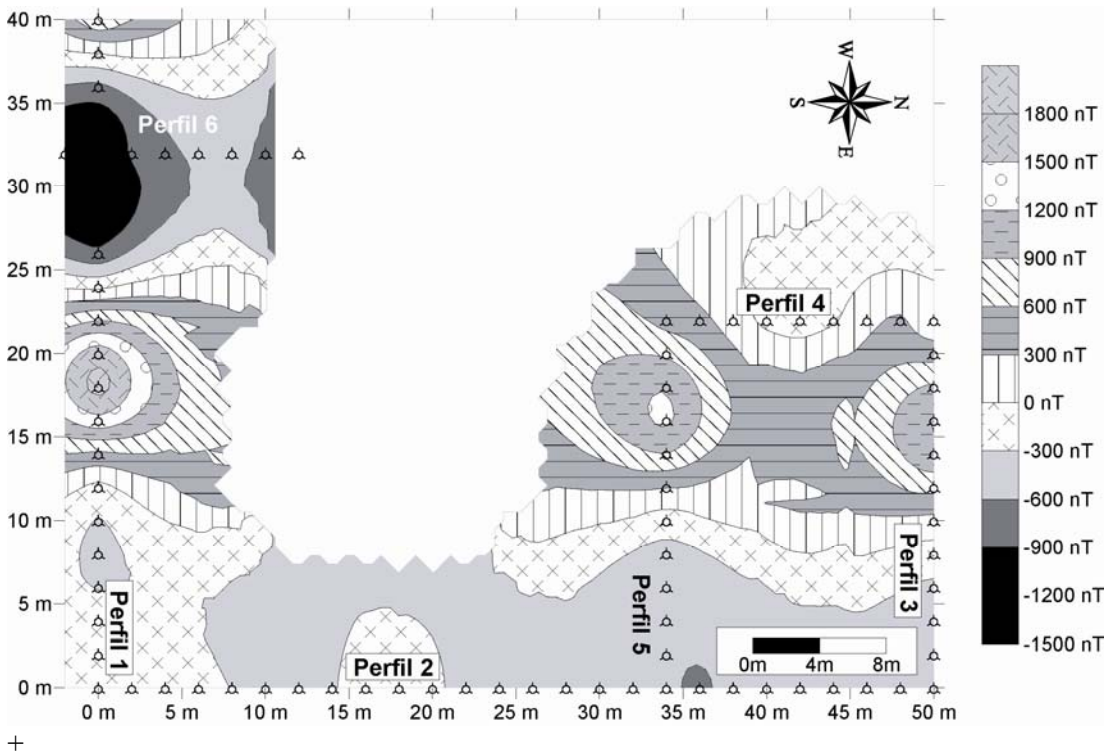 40 m
35 m
30 m
25 m
20 m
15 m
10 m
5 m
0 m
0 m 5 m 10 m 15 m 20 m 25 m 30 m 35 m 40 m 45 m 50 m
Perfil 6
W
S N
E
Perfil 4
Perfil 1
Perfil 2
Perfil 5
Perfil 3
0m 4m 8m
1800 nT
1500 nT
1200 nT
900 nT
600 nT
300 nT
0 nT
-300 nT
-600 nT
-900 nT
-1200 nT
-1500 nT